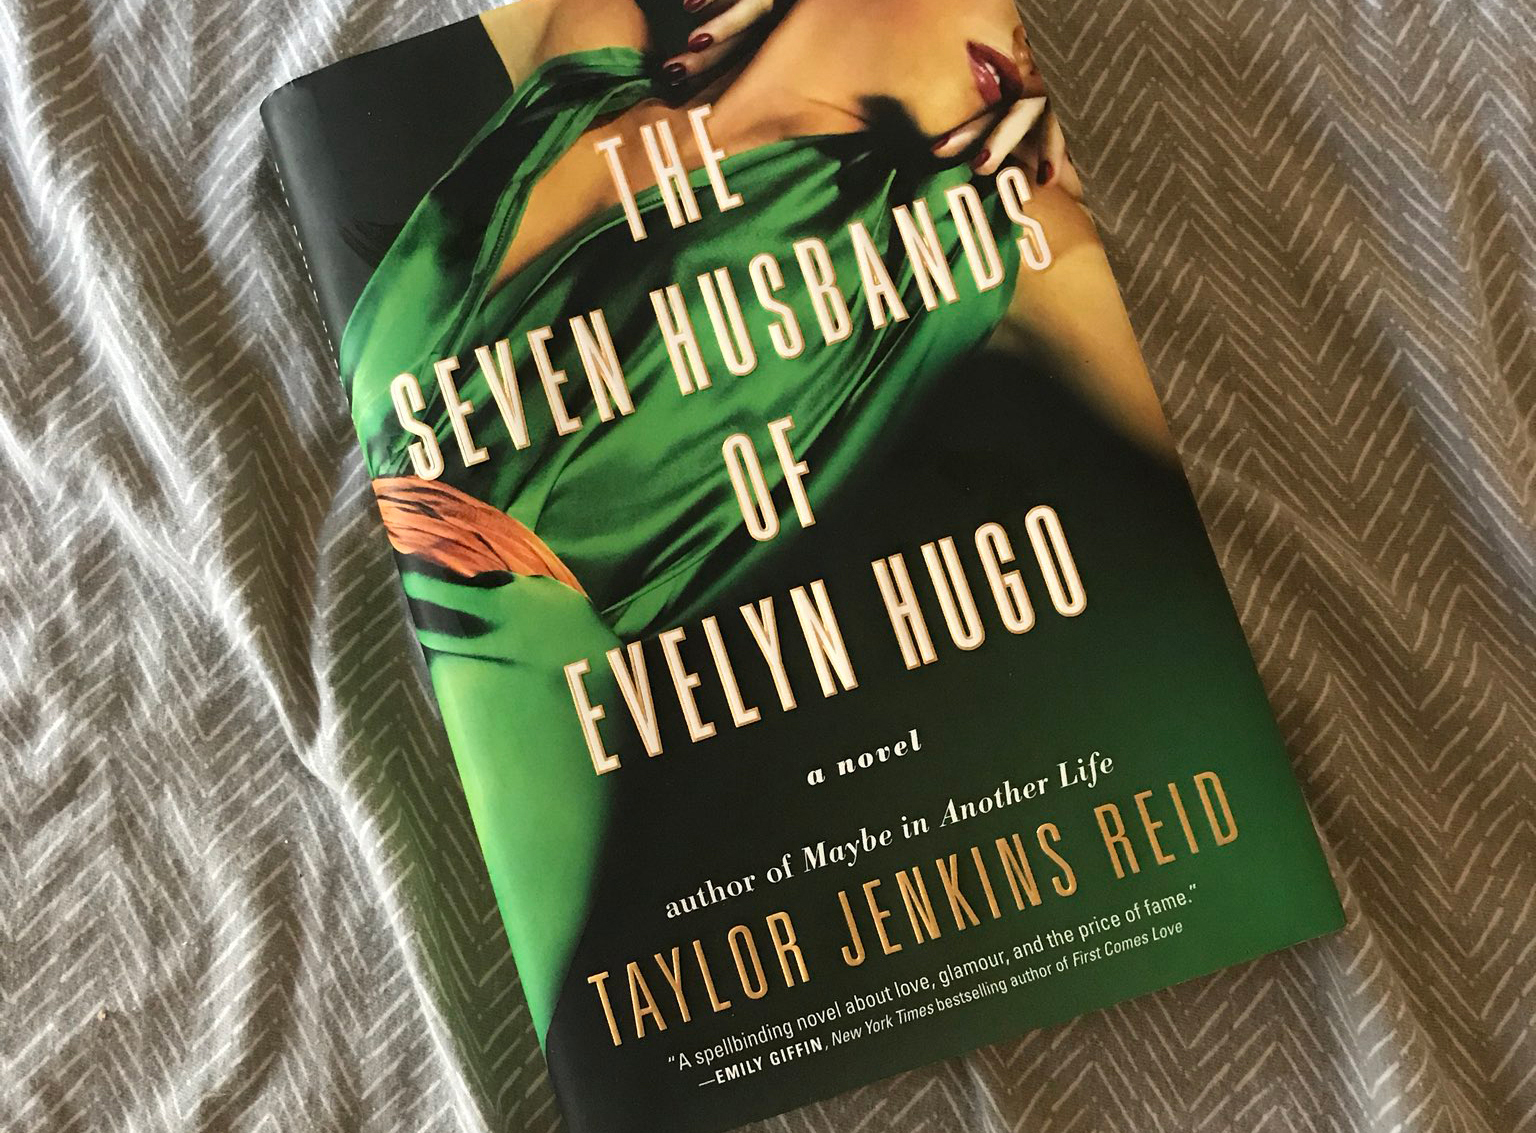 THE
SEVEN HUSBANDS
OF
EVELYN HUGO
a novel
author of Maybe in Another Life
TAYLOR JENKINS REID
“A spellbinding novel about love, glamour, and the price of fame.”
—EMILY GIFFIN, New York Times bestselling author of First Comes Love